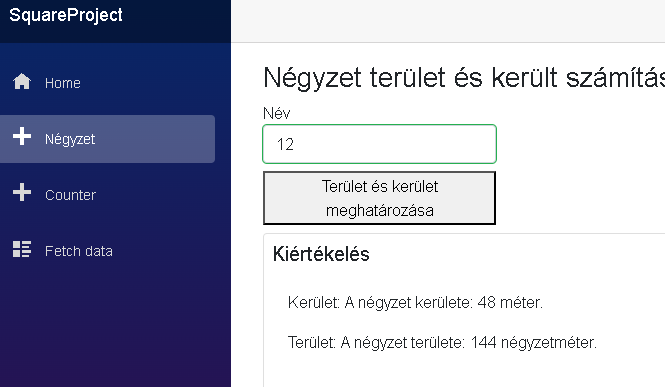 SquareProject
Home
Négyzet
Counter
Fetch data
Négyzet terület és került
Név
12
Terület és kerület
meghatározása
Kiértékelés
Kerület: A négyzet kerülete: 48 méter.
Terület: A négyzet területe: 144 négyzetméter.